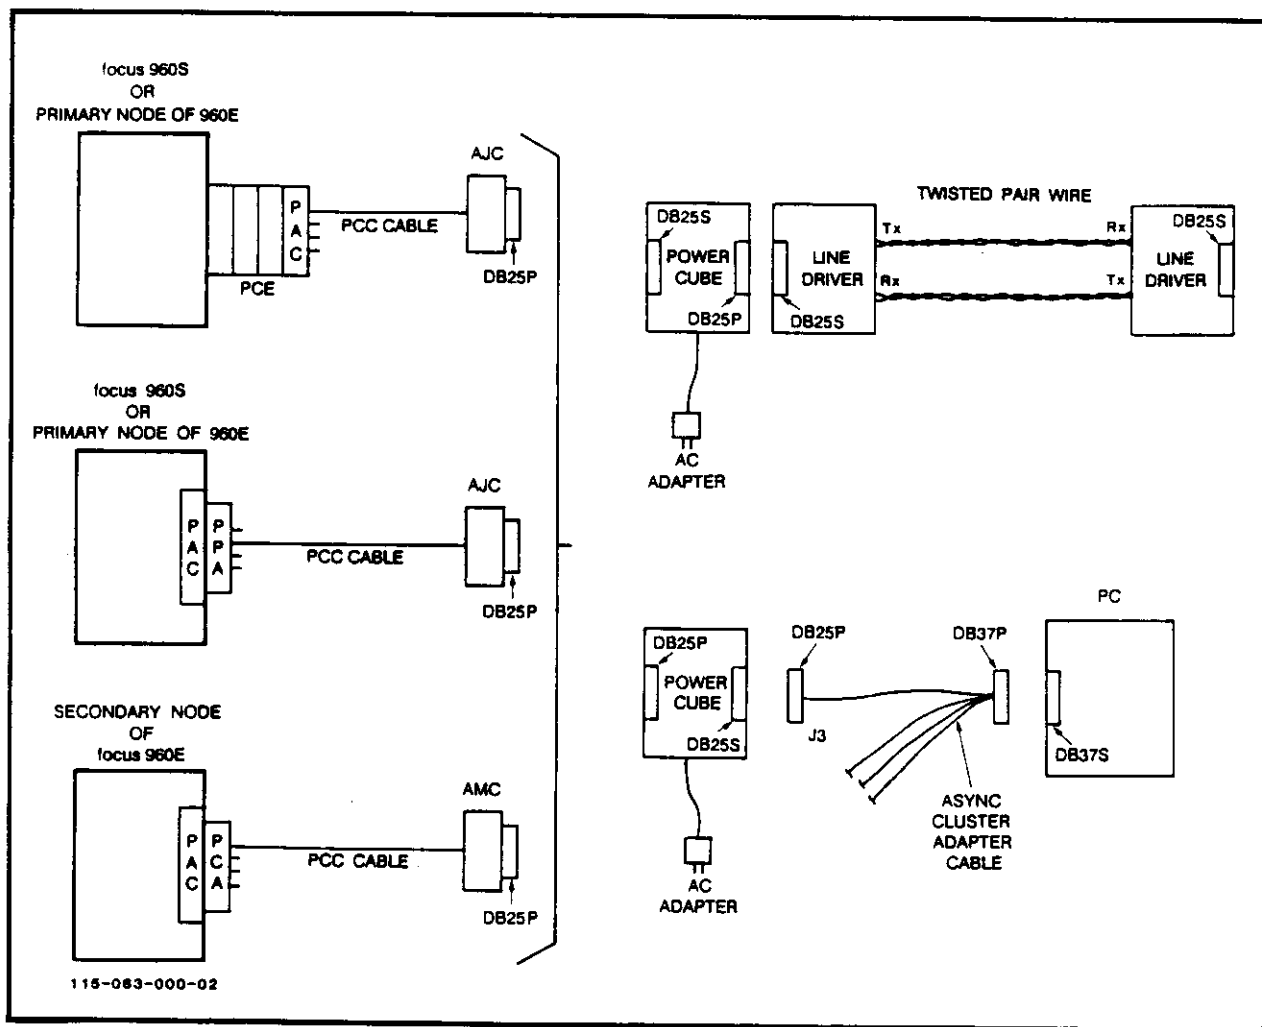 focus 960S
OR
PRIMARY NODE OF 960E
P
A
C
PCE
PCC CABLE
AJC
DB25P
focus 960S
OR
PRIMARY NODE OF 960E
P
A
C
P
P
A
PCC CABLE
AJC
DB25P
SECONDARY NODE
OF
focus 960E
P
A
C
P
C
A
PCC CABLE
AMC
DB25P
115-063-000-02
DB25S
POWER
CUBE
DB25P
AC
ADAPTER
LINE
DRIVER
DB25S
TWISTED PAIR WIRE
Tx
Rx
Rx
Tx
DB25S
LINE
DRIVER
DB25P
POWER
CUBE
DB25S
AC
ADAPTER
DB25P
J3
DB37P
ASYNC
CLUSTER
ADAPTER
CABLE
PC
DB37S